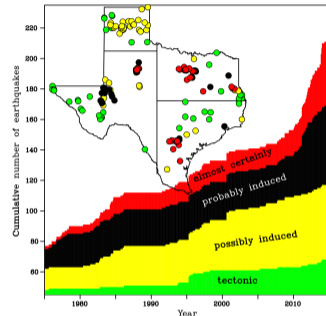 Cumulative number of earthquakes
220
200
180
160
140
120
100
80
60
almost certainly
probably induced
possibly induced
tectonic
1980
1990
2000
2010
Year